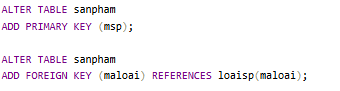 ALTER TABLE sanpham
ADD PRIMARY KEY (msp);
ALTER TABLE sanpham
ADD FOREIGN KEY (maloai) REFERENCES loaisp(maloai);